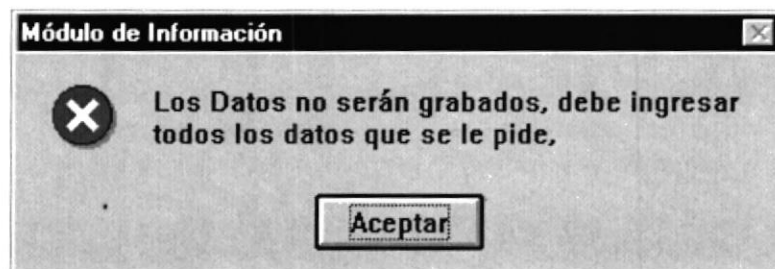 Módulo de Información
Los Datos no serán grabados, debe ingresar
todos los datos que se le pide,
Aceptar